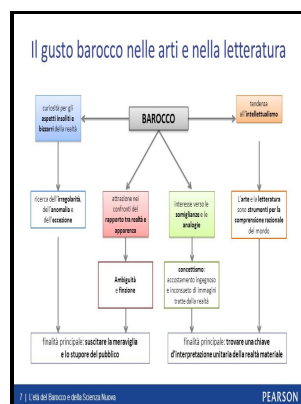 Il gusto barocco nelle arti e nella letteratura
curiosità per gli
aspetti insoliti e
bizzarri della realtà
BAROCCO
tendenza
all'intellettualismo
ricerca dell'irregolarità,
dell'anomalia e
dell'eccezione
attrazione nei
confronti del
rapporto tra realtà e
apparenza
interesse verso le
somiglianze e le
analogie
L'arte e la letteratura
sono strumenti per la
comprensione razionale
del mondo
Ambiguità
e finzione
concettismo:
accostamento ingegnoso
e inconsueto di immagini
tratte dalla realtà
finalità principale: suscitare la meraviglia
e lo stupore del pubblico
finalità principale: trovare una chiave
d'interpretazione unitaria della realtà materiale
7 | L'età del Barocco e della Scienza Nuova
PEARSON